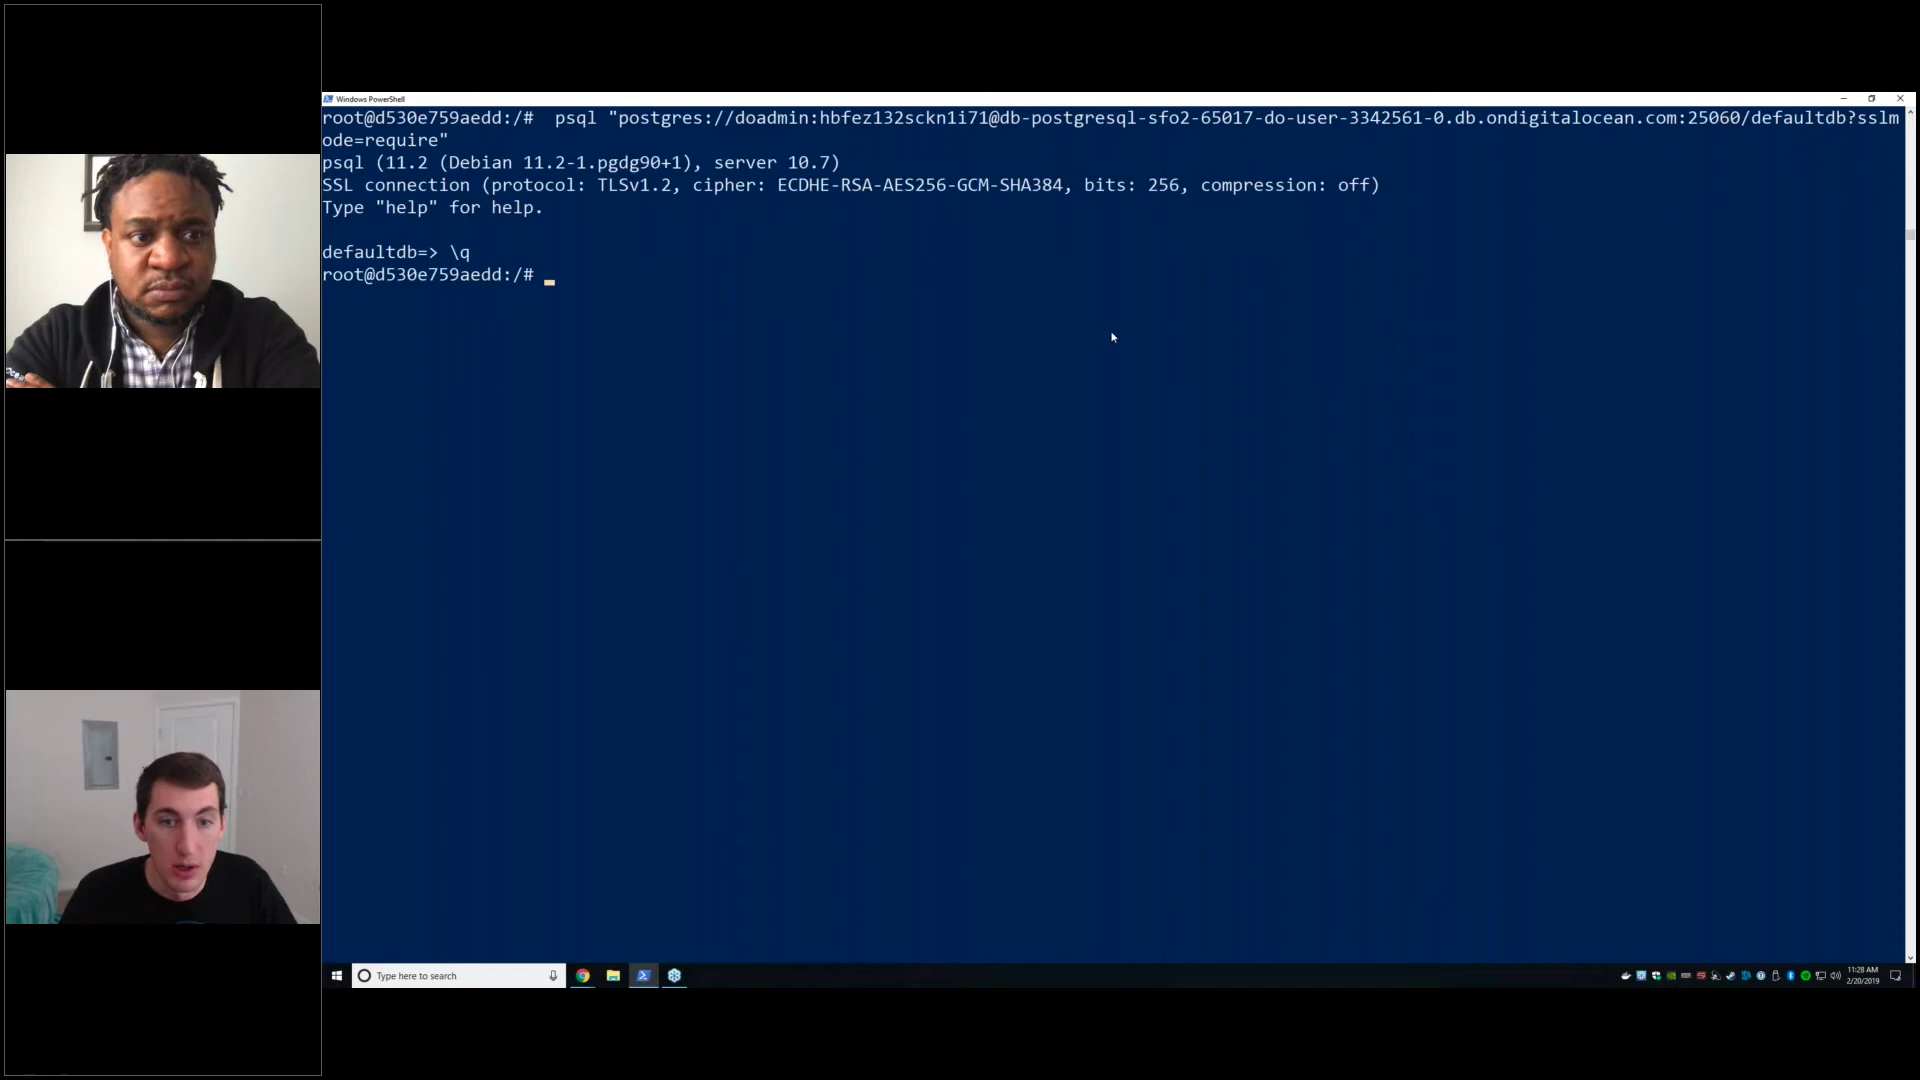 Windows PowerShell
root@d530e759aedd:/#  psql "postgres://doadmin:hbfez132sckn1i71@db-postgresql-sfo2-65017-do-user-3342561-0.db.ondigitalocean.com:25060/defaultdb?sslm
ode=require"
psql (11.2 (Debian 11.2-1.pgdg90+1), server 10.7)
SSL connection (protocol: TLSv1.2, cipher: ECDHE-RSA-AES256-GCM-SHA384, bits: 256, compression: off)
Type "help" for help.
defaultdb=> \q
root@d530e759aedd:/#
Type here to search
11:28 AM
2/20/2019